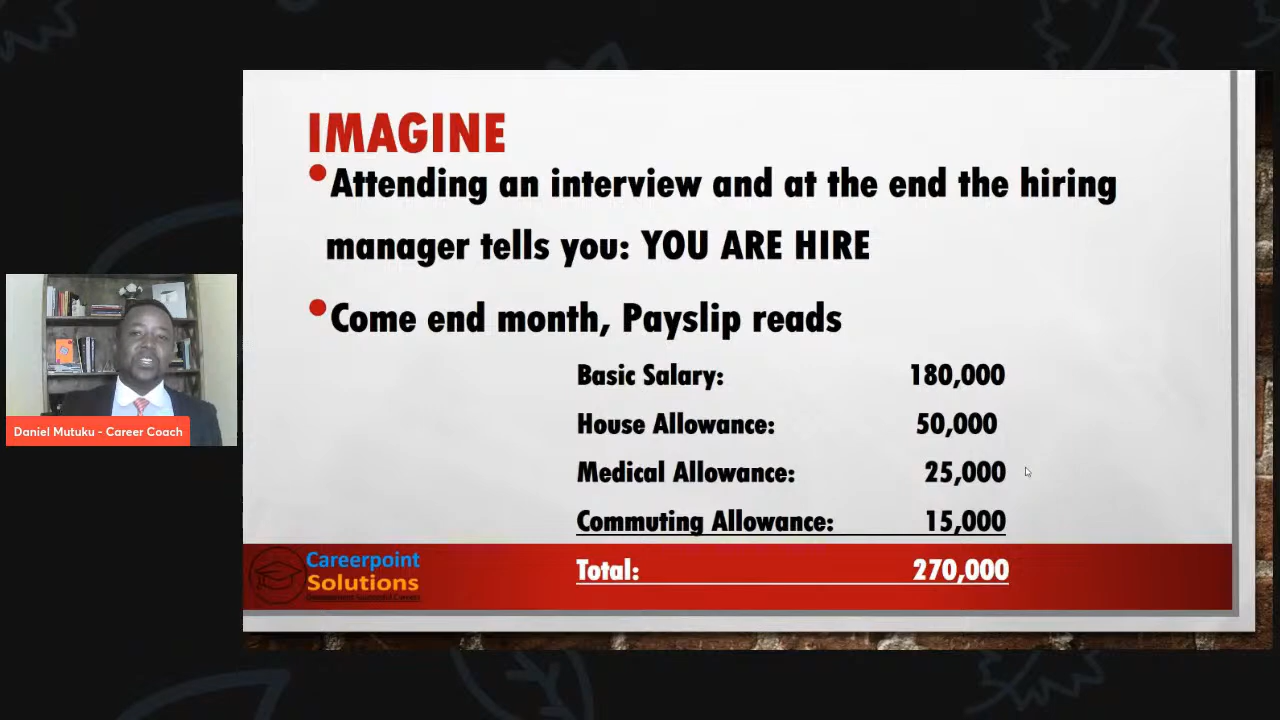 IMAGINE
•Attending an interview and at the end the hiring
manager tells you: YOU ARE HIRE
•Come end month, Payslip reads
Basic Salary: 180,000
House Allowance: 50,000
Medical Allowance: 25,000
Commuting Allowance: 15,000
Total: 270,000
Daniel Mutuku - Career Coach
Careerpoint
Solutions